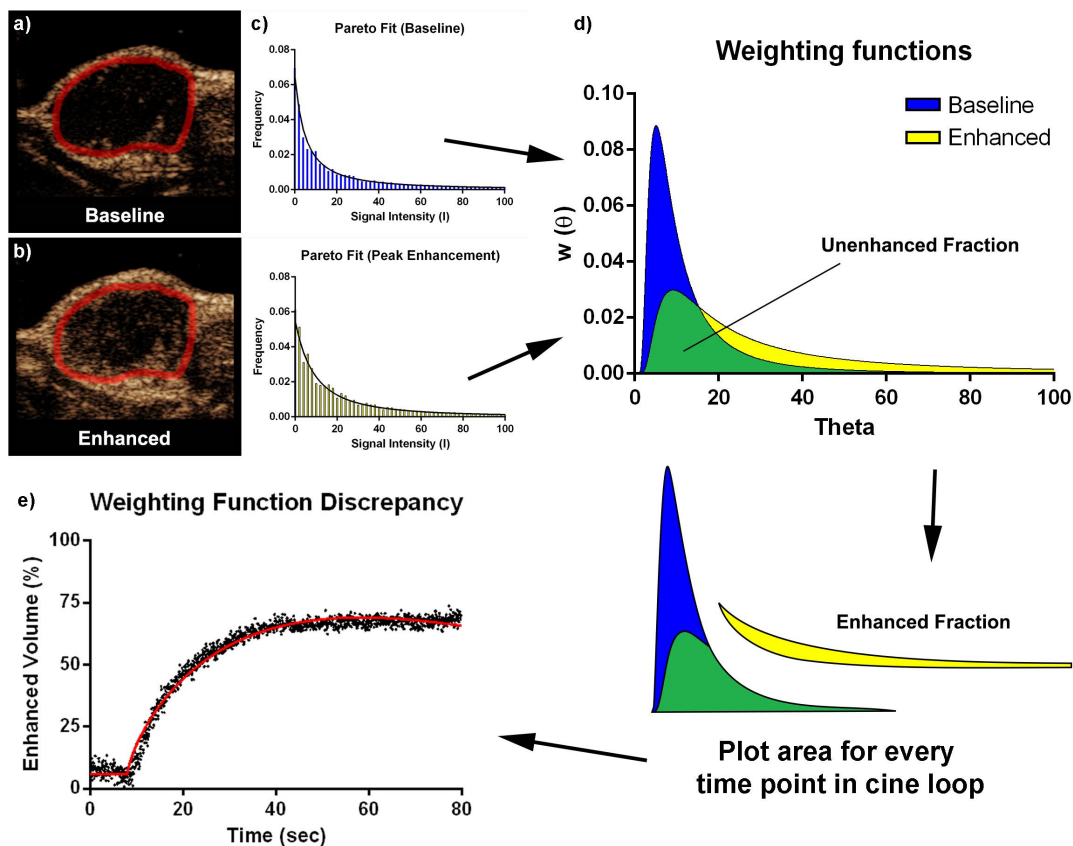 a)
Baseline
b)
Enhanced
c)
Pareto Fit (Baseline)
Frequency
0.08
0.06
0.04
0.02
0.00
0 20 40 60 80 100
Signal Intensity (I)
Pareto Fit (Peak Enhancement)
Frequency
0.08
0.06
0.04
0.02
0.00
0 20 40 60 80 100
Signal Intensity (I)
d)
Weighting functions
w (θ)
0.10
0.08
0.06
0.04
0.02
0.00
Baseline
Enhanced
Unenhanced Fraction
0 20 40 60 80 100
Theta
Enhanced Fraction
Plot area for every
time point in cine loop
e)
Weighting Function Discrepancy
Enhanced Volume (%)
100
75
50
25
0
0 20 40 60 80
Time (sec)